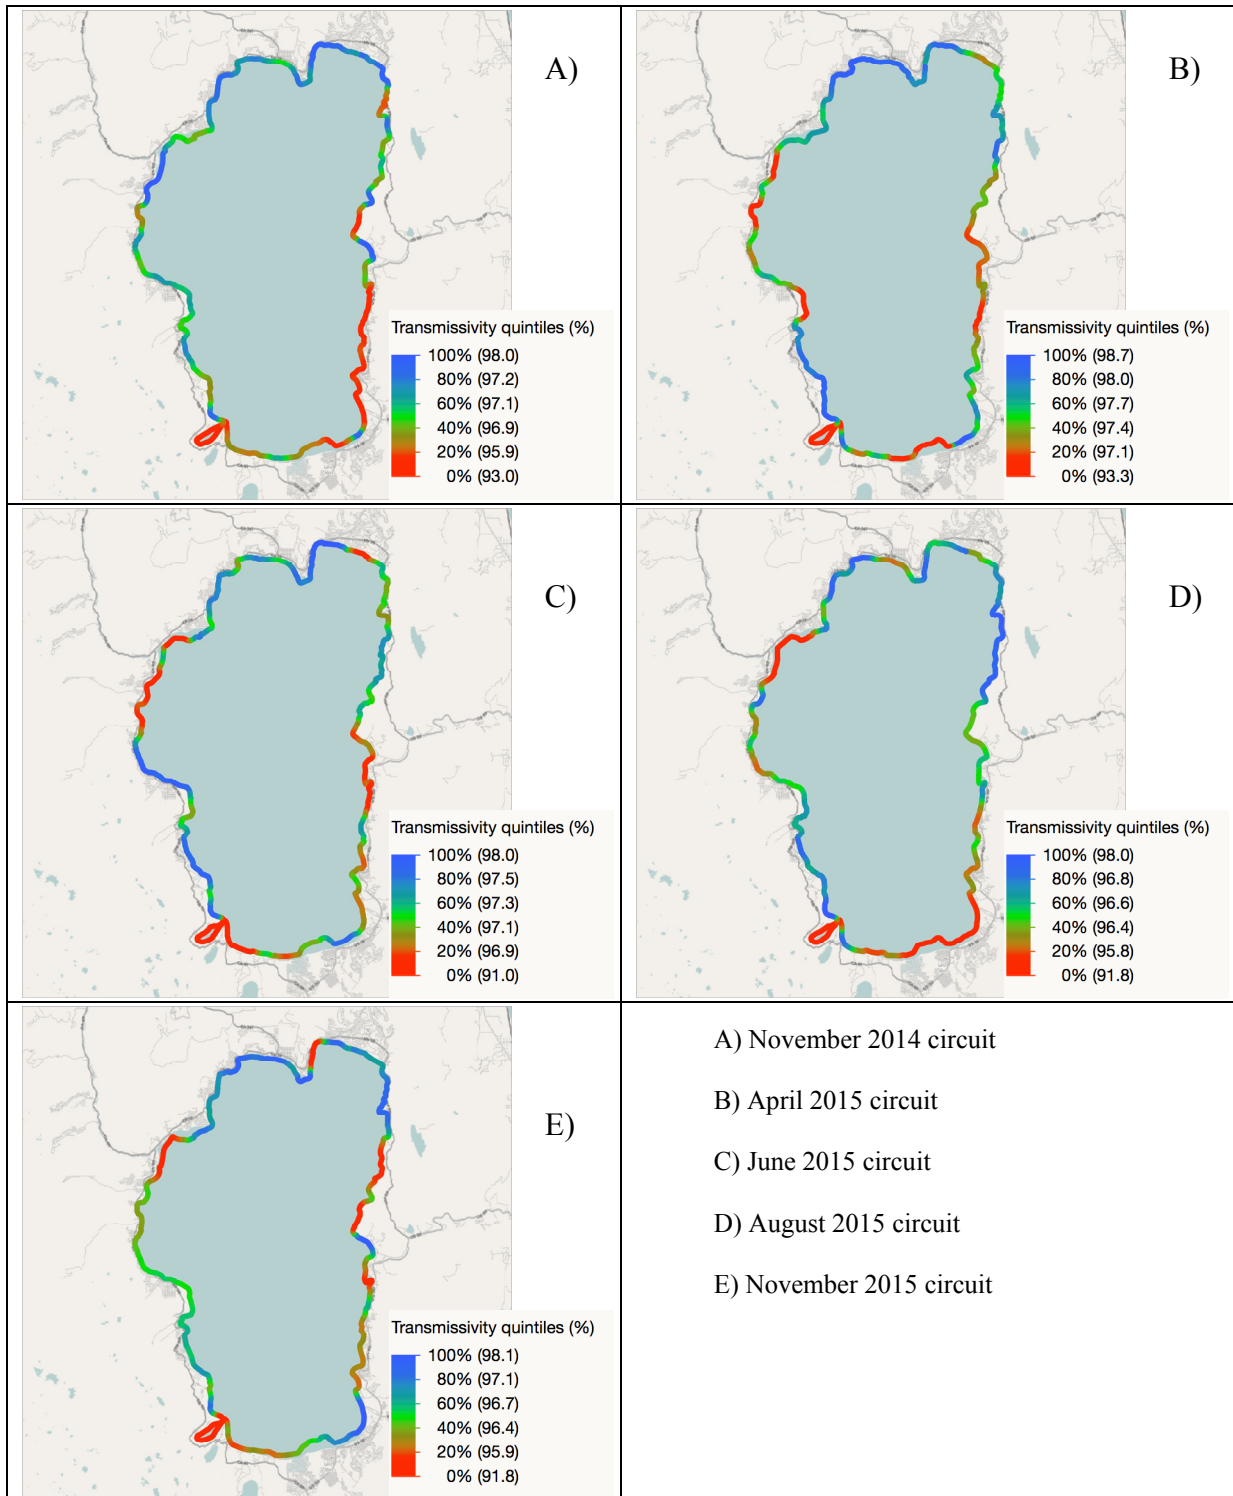 A)
Transmissivity quintiles (%)
100% (98.0)
80% (97.2)
60% (97.1)
40% (96.9)
20% (95.9)
0% (93.0)
B)
Transmissivity quintiles (%)
100% (98.7)
80% (98.0)
60% (97.7)
40% (97.4)
20% (97.1)
0% (93.3)
C)
Transmissivity quintiles (%)
100% (98.0)
80% (97.5)
60% (97.3)
40% (97.1)
20% (96.9)
0% (91.0)
D)
Transmissivity quintiles (%)
100% (98.0)
80% (96.8)
60% (96.6)
40% (96.4)
20% (95.8)
0% (91.8)
E)
Transmissivity quintiles (%)
100% (98.1)
80% (97.1)
60% (96.7)
40% (96.4)
20% (95.9)
0% (91.8)
A) November 2014 circuit
B) April 2015 circuit
C) June 2015 circuit
D) August 2015 circuit
E) November 2015 circuit